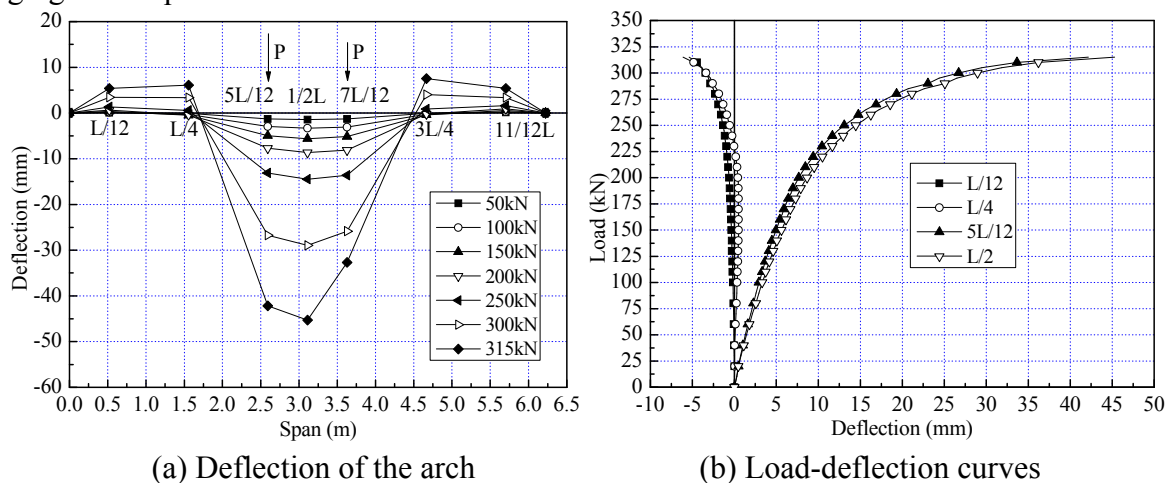 20
10
0
-10
-20
-30
-40
-50
-60
Deflection (mm)
P
P
5L/12 1/2L 7L/12
L/12
L/4
3L/4
11/12L
50kN
100kN
150kN
200kN
250kN
300kN
315kN
0.0 0.5 1.0 1.5 2.0 2.5 3.0 3.5 4.0 4.5 5.0 5.5 6.0 6.5
Span (m)
(a) Deflection of the arch
350
325
300
275
250
225
200
175
150
125
100
75
50
25
0
Load (kN)
L/12
L/4
5L/12
L/2
-10 -5 0 5 10 15 20 25 30 35 40 45 50
Deflection (mm)
(b) Load-deflection curves